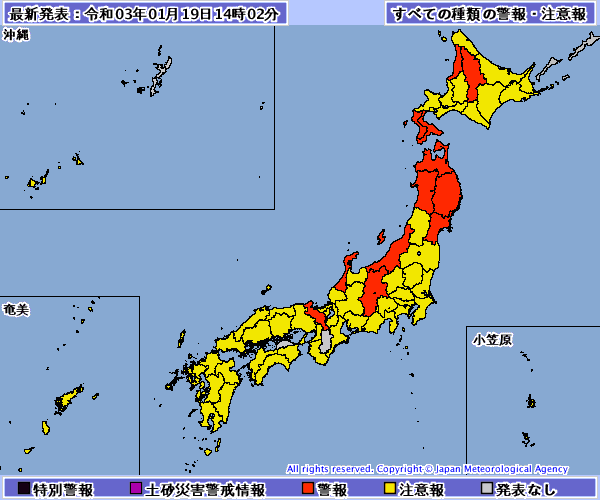 最新発表：令和03年01月19日14時02分
すべての種類の警報・注意報
沖縄
奄美
小笠原
All rights reserved. Copyright © Japan Meteorological Agency
特別警報
土砂災害警戒情報
警報
注意報
発表なし